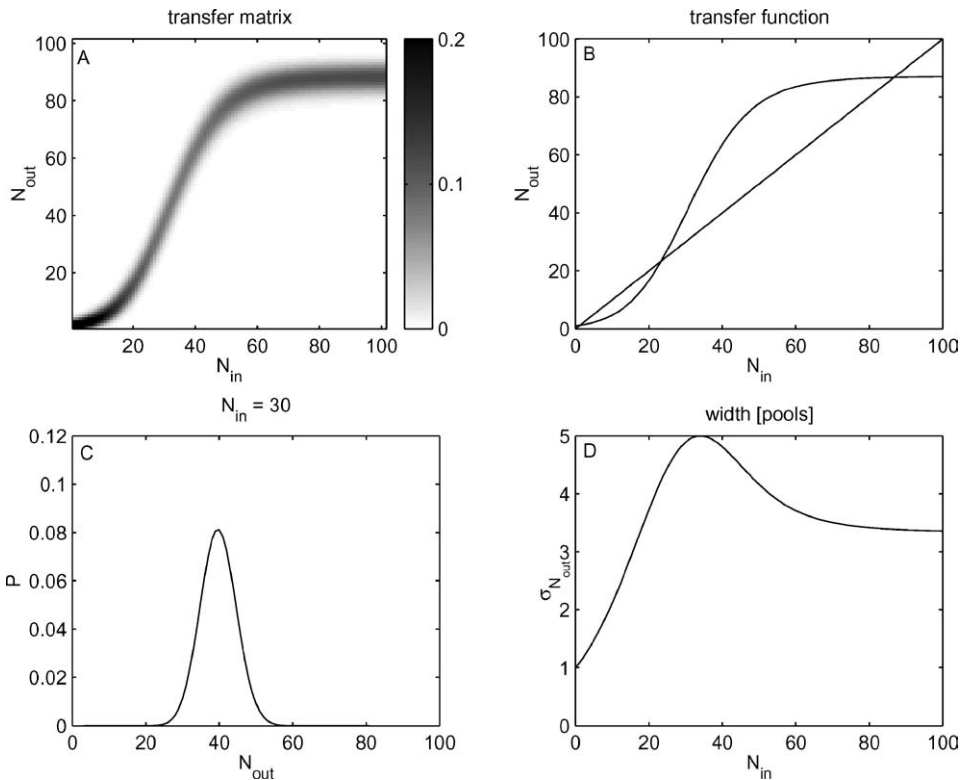 transfer matrix
A
N_out
100
80
60
40
20
20 40 60 80 100
N_in
0.2
0.1
0
transfer function
B
N_out
100
80
60
40
20
0
0 20 40 60 80 100
N_in
N_in = 30
C
P
0.12
0.1
0.08
0.06
0.04
0.02
0
0 20 40 60 80 100
N_out
width [pools]
D
σ_N_out
5
4
3
2
1
0
0 20 40 60 80 100
N_in